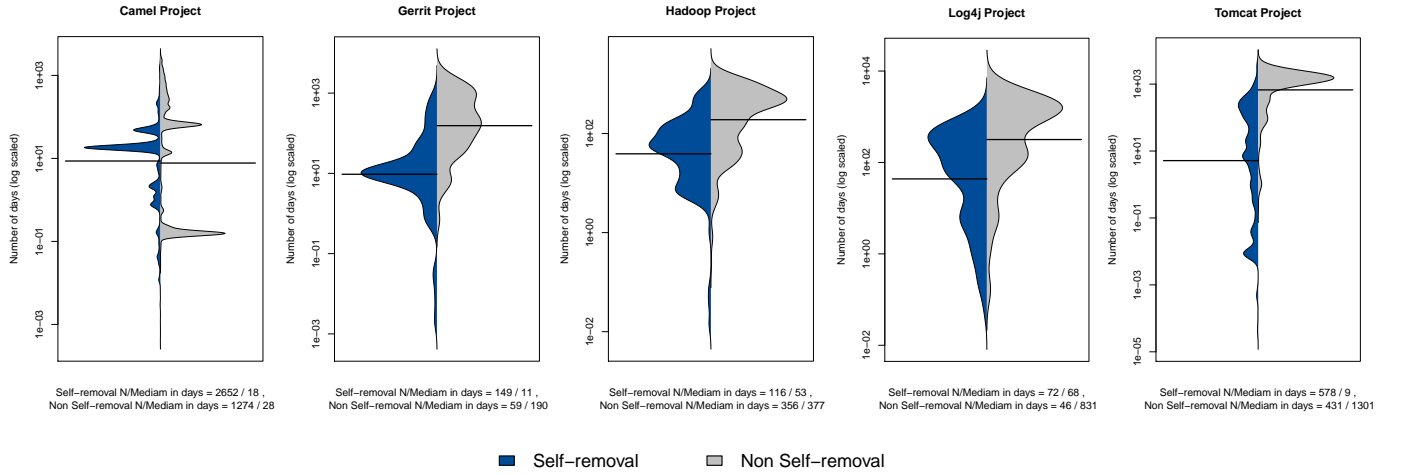 Camel Project
Number of days (log scaled)
1e+03
1e+01
1e−01
1e−03
Self−removal N/Mediam in days = 2652 / 18 ,
Non Self−removal N/Mediam in days = 1274 / 28
Gerrit Project
Number of days (log scaled)
1e+03
1e+01
1e−01
1e−03
Self−removal N/Mediam in days = 149 / 11 ,
Non Self−removal N/Mediam in days = 59 / 190
Hadoop Project
Number of days (log scaled)
1e+02
1e+00
1e−02
Self−removal N/Mediam in days = 116 / 53 ,
Non Self−removal N/Mediam in days = 356 / 377
Log4j Project
Number of days (log scaled)
1e+04
1e+02
1e+00
1e−02
Self−removal N/Mediam in days = 72 / 68 ,
Non Self−removal N/Mediam in days = 46 / 831
Tomcat Project
Number of days (log scaled)
1e+03
1e+01
1e−01
1e−03
1e−05
Self−removal N/Mediam in days = 578 / 9 ,
Non Self−removal N/Mediam in days = 431 / 1301
Self−removal
Non Self−removal